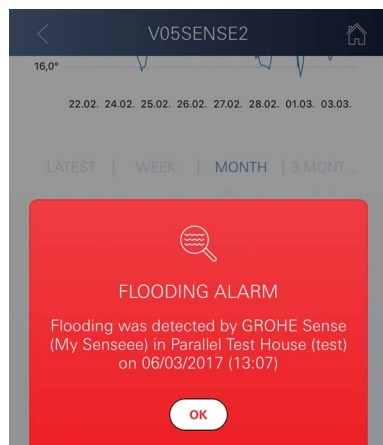 V05SENSE2
16,0°
22.02. 24.02. 25.02. 26.02. 27.02. 28.02. 01.03. 03.03.
LATEST | WEEK | MONTH | 3 MONT...
FLOODING ALARM
Flooding was detected by GROHE Sense
(My Senseee) in Parallel Test House (test)
on 06/03/2017 (13:07)
OK